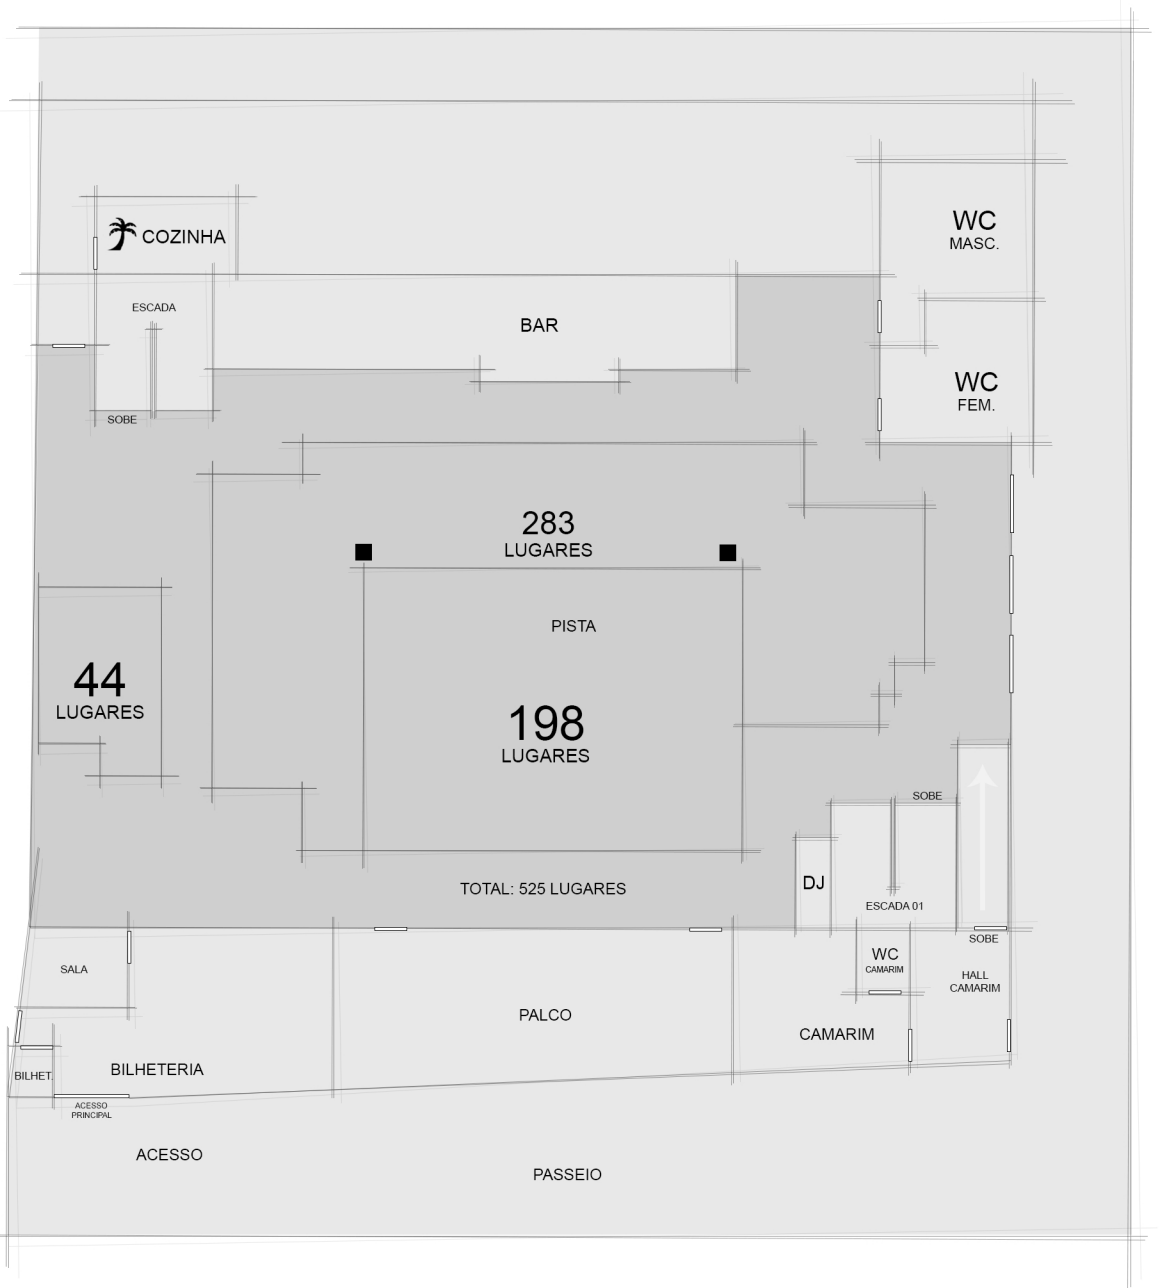 COZINHA
WC
MASC.
ESCADA
BAR
WC
FEM.
SOBE
283
LUGARES
PISTA
44
LUGARES
198
LUGARES
SOBE
DJ
TOTAL: 525 LUGARES
ESCADA 01
SOBE
WC
CAMARIM
SALA
HALL
CAMARIM
PALCO
CAMARIM
BILHET.
BILHETERIA
ACESSO
PRINCIPAL
ACESSO
PASSEIO